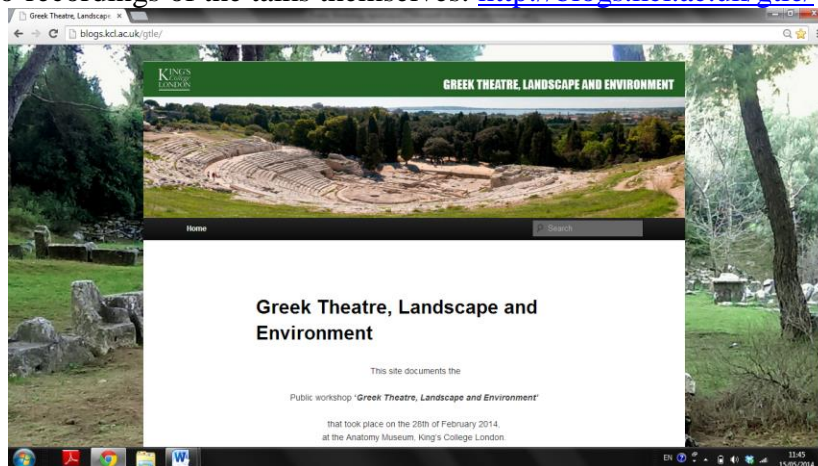 recordings of the talks themselves. http://blogs.kcl.ac.uk/gtle/
Greek Theatre, Landscape
blogs.kcl.ac.uk/gtle/
KING'S
College
LONDON
GREEK THEATRE, LANDSCAPE AND ENVIRONMENT
Home
Search
Greek Theatre, Landscape and
Environment
This site documents the
Public workshop 'Greek Theatre, Landscape and Environment'
that took place on the 28th of February 2014,
at the Anatomy Museum, King's College London.
EN
11:45
15/05/2014